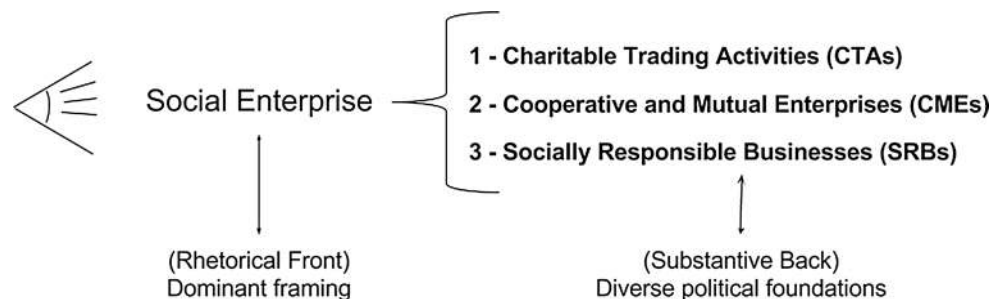 1 - Charitable Trading Activities (CTAs)
Social Enterprise
2 - Cooperative and Mutual Enterprises (CMEs)
3 - Socially Responsible Businesses (SRBs)
(Rhetorical Front)
Dominant framing
(Substantive Back)
Diverse political foundations